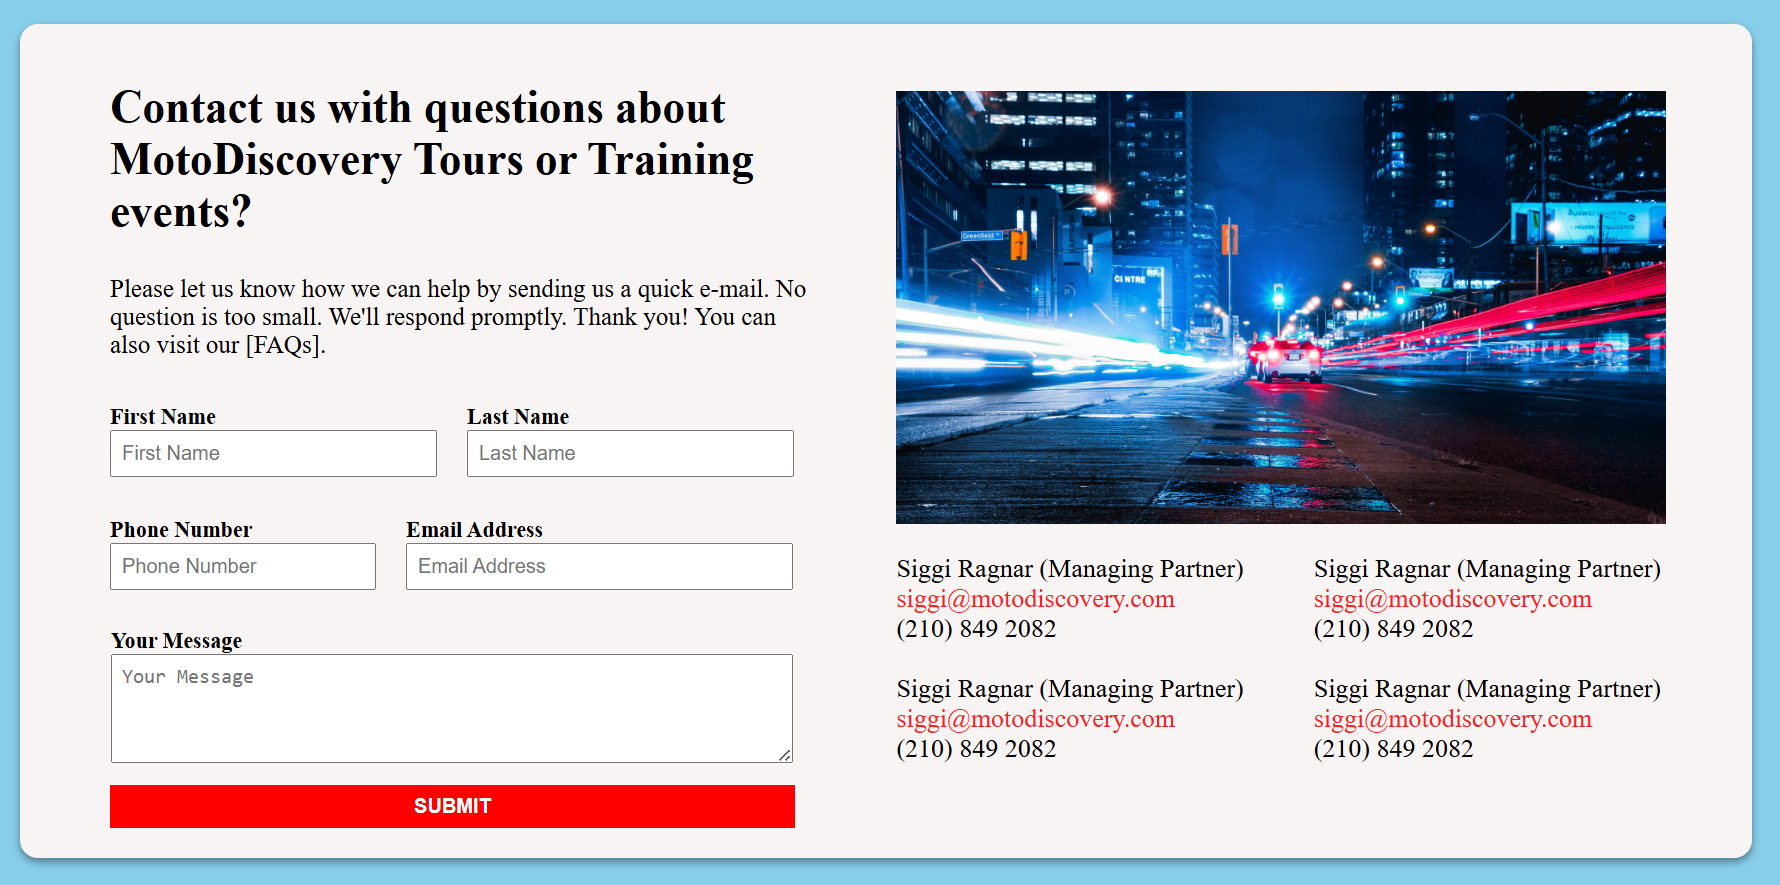 Contact us with questions about
MotoDiscovery Tours or Training
events?
Please let us know how we can help by sending us a quick e-mail. No
question is too small. We'll respond promptly. Thank you! You can
also visit our [FAQs].
First Name
Last Name
First Name
Last Name
Phone Number
Email Address
Phone Number
Email Address
Your Message
Your Message
SUBMIT
Greenfield
CENTRE
HUAWEI
HIGHER INTELLIGENCE
Siggi Ragnar (Managing Partner)
siggi@motodiscovery.com
(210) 849 2082
Siggi Ragnar (Managing Partner)
siggi@motodiscovery.com
(210) 849 2082
Siggi Ragnar (Managing Partner)
siggi@motodiscovery.com
(210) 849 2082
Siggi Ragnar (Managing Partner)
siggi@motodiscovery.com
(210) 849 2082